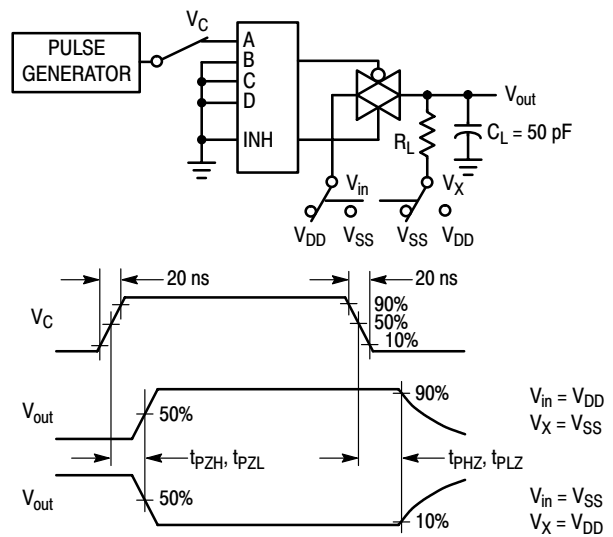 V_C
PULSE
GENERATOR
A
B
C
D
INH
V_out
R_L
C_L = 50 pF
V_in
V_X
V_DD
V_SS
V_SS
V_DD
20 ns
20 ns
V_C
90%
50%
10%
V_out
50%
90%
V_in = V_DD
V_X = V_SS
t_PZH, t_PZL
t_PHZ, t_PLZ
V_out
50%
10%
V_in = V_SS
V_X = V_DD